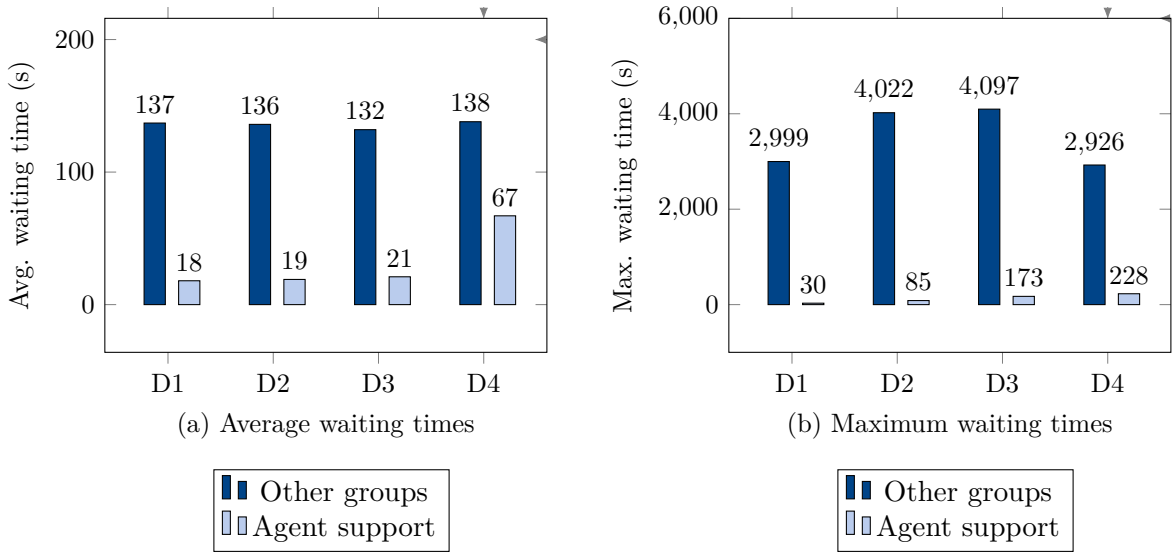 Avg. waiting time (s)
200
100
0
137
136
132
138
18
19
21
67
D1
D2
D3
D4
(a) Average waiting times
Other groups
Agent support
Max. waiting time (s)
6,000
4,000
2,000
0
2,999
4,022
4,097
2,926
30
85
173
228
D1
D2
D3
D4
(b) Maximum waiting times
Other groups
Agent support